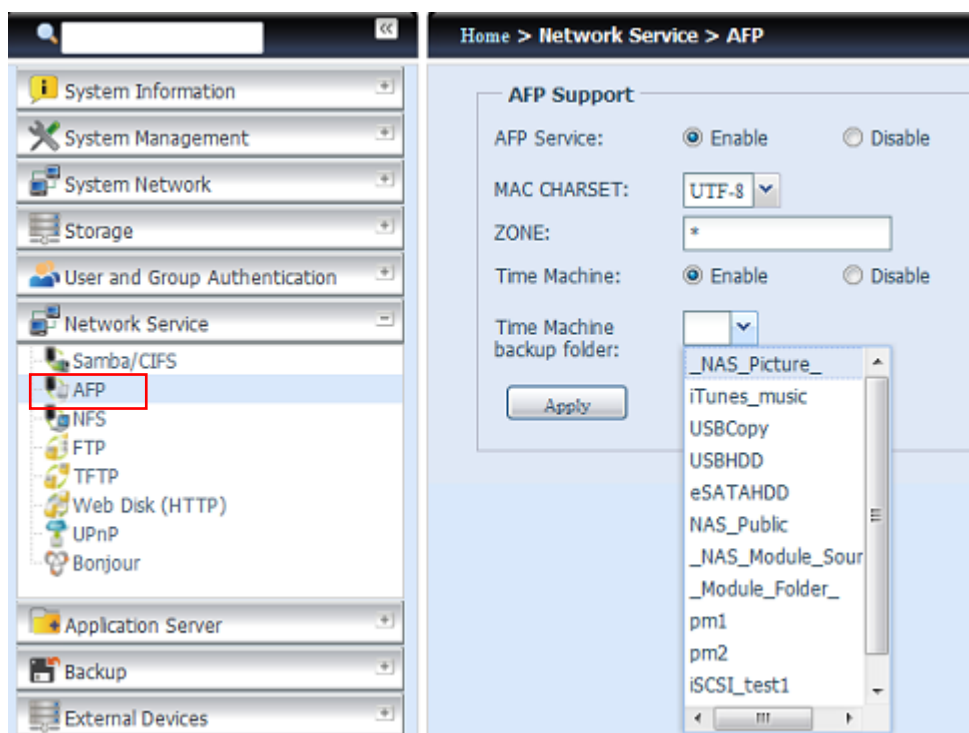 System Information
System Management
System Network
Storage
User and Group Authentication
Network Service
Samba/CIFS
AFP
NFS
FTP
TFTP
Web Disk (HTTP)
UPnP
Bonjour
Application Server
Backup
External Devices
Home > Network Service > AFP
AFP Support
AFP Service: Enable Disable
MAC CHARSET: UTF-8
ZONE: *
Time Machine: Enable Disable
Time Machine
backup folder:
_NAS_Picture_
iTunes_music
USBCopy
USBHDD
eSATAHDD
NAS_Public
_NAS_Module_Sour
_Module_Folder_
pm1
pm2
iSCSI_test1
Apply